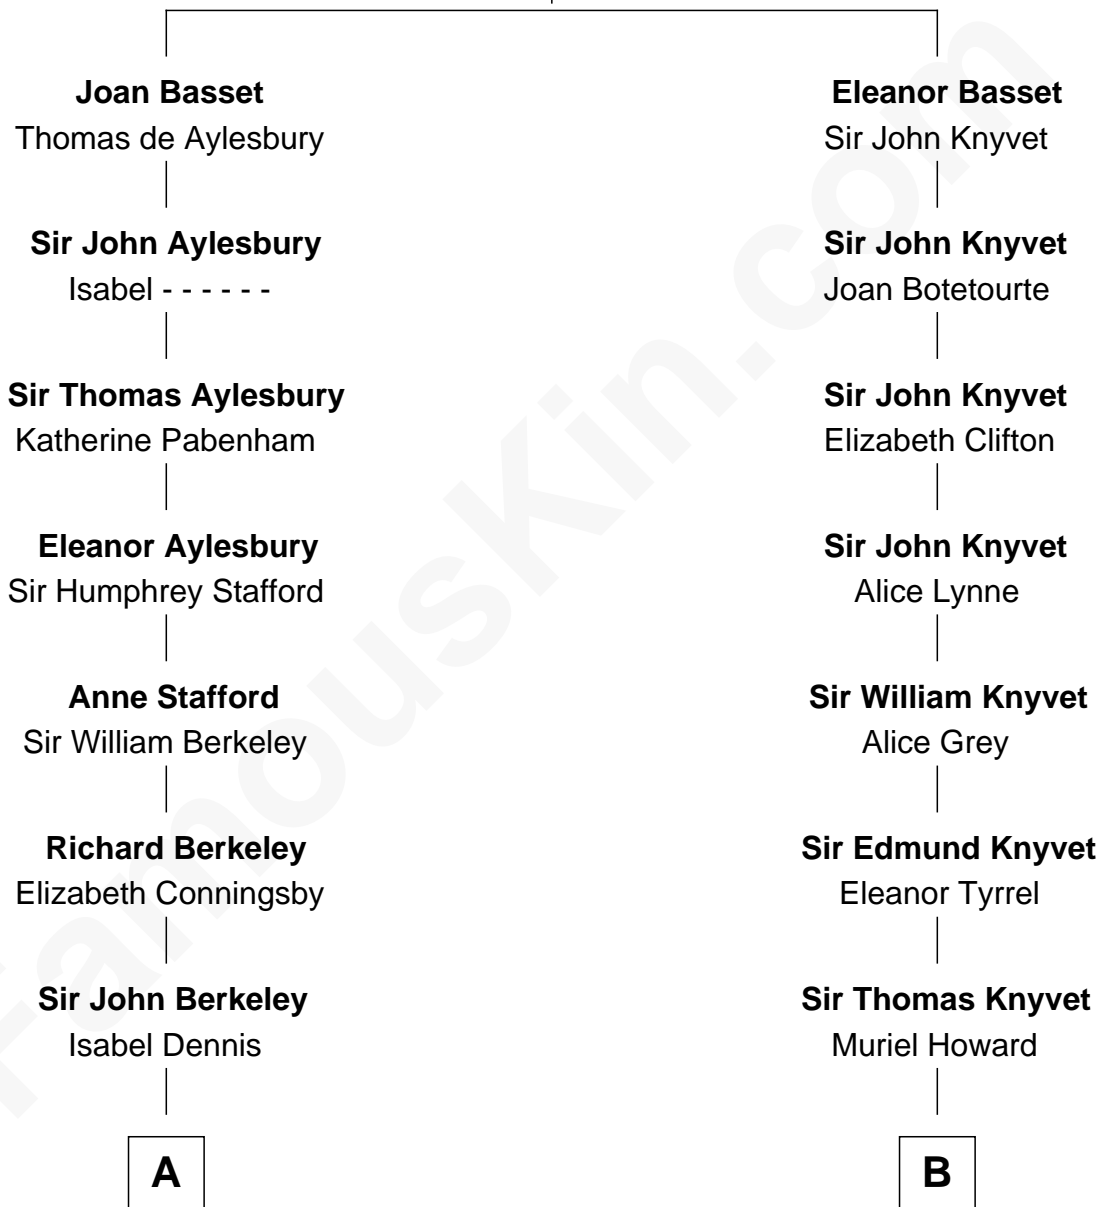 Joan Basset
Thomas de Aylesbury
Sir John Aylesbury
Isabel - - - - - -
Sir Thomas Aylesbury
Katherine Pabenham
Eleanor Aylesbury
Sir Humphrey Stafford
Anne Stafford
Sir William Berkeley
Richard Berkeley
Elizabeth Conningsby
Sir John Berkeley
Isabel Dennis
A
Eleanor Basset
Sir John Knyvet
Sir John Knyvet
Joan Botetourte
Sir John Knyvet
Elizabeth Clifton
Sir John Knyvet
Alice Lynne
Sir William Knyvet
Alice Grey
Sir Edmund Knyvet
Eleanor Tyrrel
Sir Thomas Knyvet
Muriel Howard
B
FamousKin.com